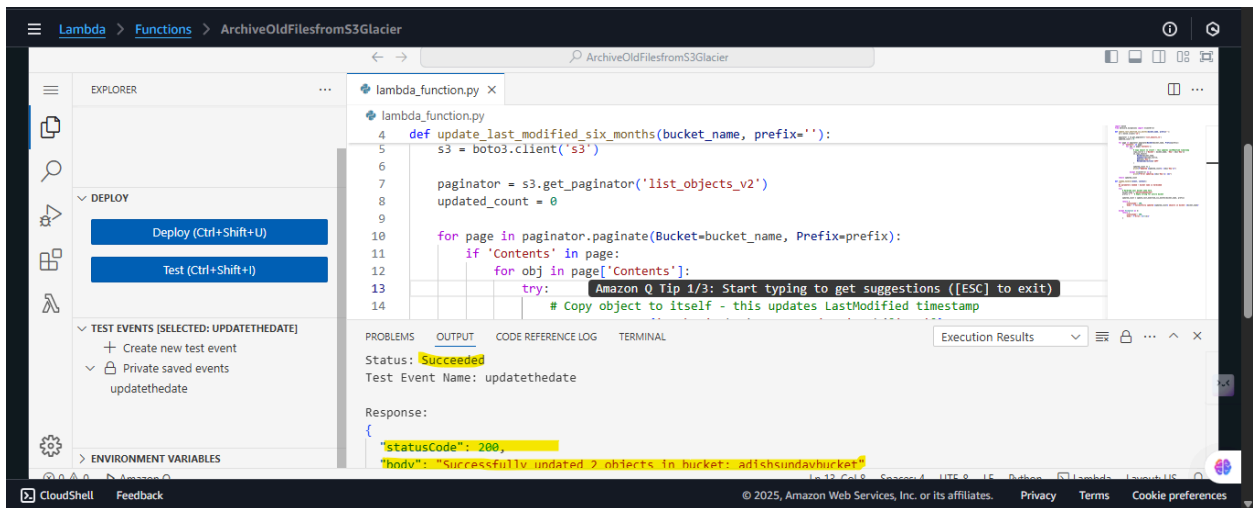 Lambda > Functions > ArchiveOldFilesfromS3Glacier
ArchiveOldFilesfromS3Glacier
EXPLORER
DEPLOY
Deploy (Ctrl+Shift+U)
Test (Ctrl+Shift+I)
TEST EVENTS [SELECTED: UPDATETHEDATE]
Create new test event
Private saved events
updatethedate
ENVIRONMENT VARIABLES
lambda_function.py
lambda_function.py
4 def update_last_modified_six_months(bucket_name, prefix=''):
5 s3 = boto3.client('s3')
6
7 paginator = s3.get_paginator('list_objects_v2')
8 updated_count = 0
9
10 for page in paginator.paginate(Bucket=bucket_name, Prefix=prefix):
11 if 'Contents' in page:
12 for obj in page['Contents']:
13 try: Amazon Q Tip 1/3: Start typing to get suggestions ([ESC] to exit)
14 # Copy object to itself - this updates LastModified timestamp
PROBLEMS OUTPUT CODE REFERENCE LOG TERMINAL Execution Results
Status: Succeeded
Test Event Name: updatethedate
Response:
{
"statusCode": 200,
"body": "Successfully updated 2 objects in bucket: adishsundaybucket"
CloudShell Feedback © 2025, Amazon Web Services, Inc. or its affiliates. Privacy Terms Cookie preferences